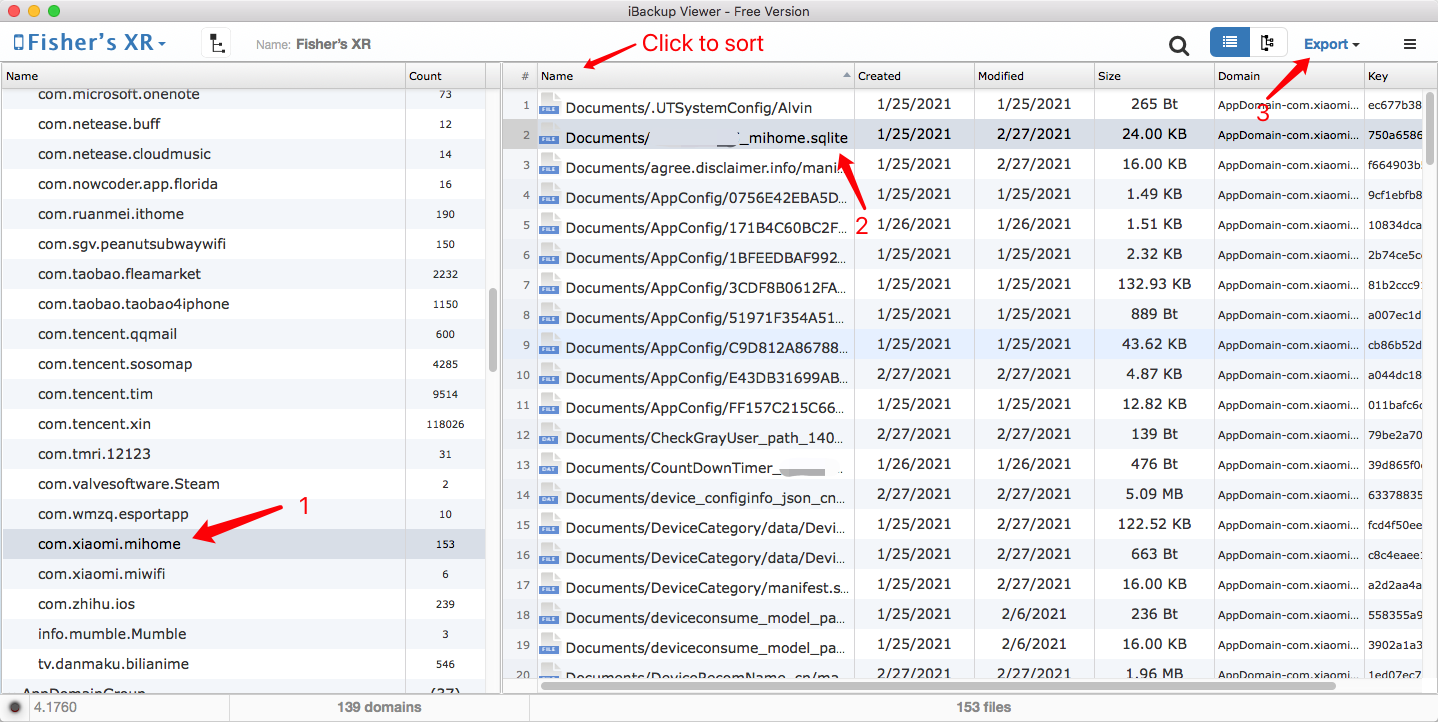 iBackup Viewer - Free Version
Fisher's XR
Name: Fisher's XR
Click to sort
Export
Name Count
com.microsoft.onenote 73
com.netease.buff 12
com.netease.cloudmusic 14
com.nowcoder.app.florida 16
com.ruanmei.ithome 190
com.sgv.peanutsubwaywifi 150
com.taobao.fleamarket 2232
com.taobao.taobao4iphone 1150
com.tencent.qqmail 600
com.tencent.sosomap 4285
com.tencent.tim 9514
com.tencent.xin 118026
com.tmri.12123 31
com.valvesoftware.Steam 2
com.wmzq.esportapp 10
1
com.xiaomi.mihome 153
com.xiaomi.miwifi 6
com.zhihu.ios 239
info.mumble.Mumble 3
tv.danmaku.bilianime 546
AppDomainGroup (37)
# Name Created Modified Size Domain Key
3
1 FILE Documents/.UTSystemConfig/Alvin 1/25/2021 1/25/2021 265 Bt AppDomain-com.xiaomi... ec677b38
2 FILE Documents/ _mihome.sqlite 1/25/2021 2/27/2021 24.00 KB AppDomain-com.xiaomi... 750a6586
3 FILE Documents/agree.disclaimer.info/mani... 1/25/2021 2/27/2021 16.00 KB AppDomain-com.xiaomi... f664903b
4 FILE Documents/AppConfig/0756E42EBA5D... 1/25/2021 1/25/2021 1.49 KB AppDomain-com.xiaomi... 9cf1ebfb8
2
5 FILE Documents/AppConfig/171B4C60BC2F... 1/26/2021 1/26/2021 1.51 KB AppDomain-com.xiaomi... 10834dca
6 FILE Documents/AppConfig/1BFEEDBAF992... 1/25/2021 1/25/2021 2.32 KB AppDomain-com.xiaomi... 2b74ce5c
7 FILE Documents/AppConfig/3CDF8B0612FA... 1/25/2021 1/25/2021 132.93 KB AppDomain-com.xiaomi... 81b2ccc9
8 FILE Documents/AppConfig/51971F354A51... 1/25/2021 1/25/2021 889 Bt AppDomain-com.xiaomi... a007ec1d
9 FILE Documents/AppConfig/C9D812A86788... 1/25/2021 1/25/2021 43.62 KB AppDomain-com.xiaomi... cb86b52d
10 FILE Documents/AppConfig/E43DB31699AB... 2/27/2021 2/27/2021 4.87 KB AppDomain-com.xiaomi... a044dc18
11 FILE Documents/AppConfig/FF157C215C66... 1/25/2021 1/25/2021 12.82 KB AppDomain-com.xiaomi... 011bafc6
12 DAT Documents/CheckGrayUser_path_140... 2/27/2021 2/27/2021 139 Bt AppDomain-com.xiaomi... 79be2a70
13 DAT Documents/CountDownTimer_ 1/26/2021 1/26/2021 476 Bt AppDomain-com.xiaomi... 39d865f0
14 DAT Documents/device_configinfo_json_cn... 2/27/2021 2/27/2021 5.09 MB AppDomain-com.xiaomi... 63378835
15 FILE Documents/DeviceCategory/data/Devi... 1/25/2021 2/27/2021 122.52 KB AppDomain-com.xiaomi... fcd4f50e
16 FILE Documents/DeviceCategory/data/Devi... 1/25/2021 2/27/2021 663 Bt AppDomain-com.xiaomi... c8c4eaee
17 FILE Documents/DeviceCategory/manifest.s... 1/25/2021 2/27/2021 16.00 KB AppDomain-com.xiaomi... a2d2aa4a
18 FILE Documents/deviceconsume_model_pa... 1/25/2021 2/6/2021 236 Bt AppDomain-com.xiaomi... 558355a9
19 FILE Documents/deviceconsume_model_pa... 1/25/2021 2/6/2021 16.00 KB AppDomain-com.xiaomi... 3902a1a3
20 Documents/DeviceRecomName_cn/ma... 2/27/2021 2/27/2021 1.96 MB AppDomain-com.xiaomi... 1ed07ec7
4.1760 139 domains 153 files